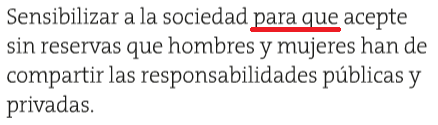 Sensibilizar a la sociedad para que acepte
sin reservas que hombres y mujeres han de
compartir las responsabilidades públicas y
privadas.